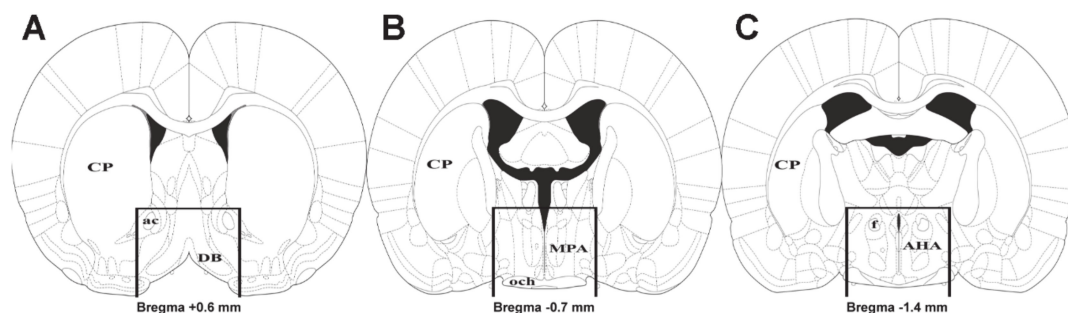 A
CP
ac
DB
Bregma +0.6 mm
B
CP
MPA
och
Bregma -0.7 mm
C
CP
f
AHA
Bregma -1.4 mm